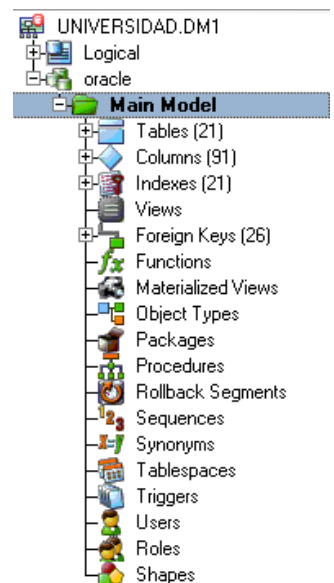 UNIVERSIDAD.DM1
Logical
oracle
Main Model
Tables (21)
Columns (91)
Indexes (21)
Views
Foreign Keys (26)
Functions
Materialized Views
Object Types
Packages
Procedures
Rollback Segments
Sequences
Synonyms
Tablespaces
Triggers
Users
Roles
Shapes